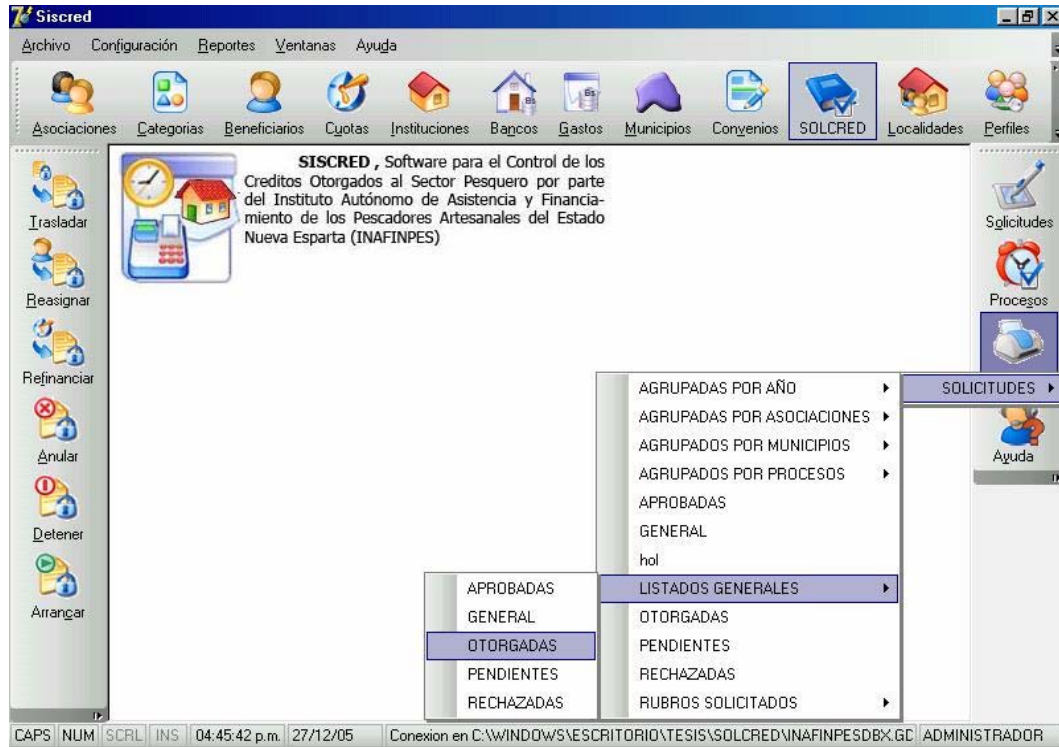 Siscred
Archivo Configuración Reportes Ventanas Ayuda
Asociaciones Categorias Beneficiarios Cuotas Instituciones Bancos Gastos Municipios Convenios SOLCRED Localidades Perfiles
SISCRED , Software para el Control de los
Creditos Otorgados al Sector Pesquero por parte
del Instituto Autónomo de Asistencia y Financia-
miento de los Pescadores Artesanales del Estado
Nueva Esparta (INAFINPES)
Trasladar
Reasignar
Refinanciar
Anular
Detener
Arrancar
Solicitudes
Procesos
SOLICITUDES
Ayuda
AGRUPADAS POR AÑO
AGRUPADAS POR ASOCIACIONES
AGRUPADOS POR MUNICIPIOS
AGRUPADOS POR PROCESOS
APROBADAS
GENERAL
hol
LISTADOS GENERALES
OTORGADAS
PENDIENTES
RECHAZADAS
RUBROS SOLICITADOS
APROBADAS
GENERAL
OTORGADAS
PENDIENTES
RECHAZADAS
CAPS NUM SCRL INS 04:45:42 p.m. 27/12/05 Conexion en C:\WINDOWS\ESCRITORIO\TESIS\SOLCRED\INAFINPESDBX.GD ADMINISTRADOR